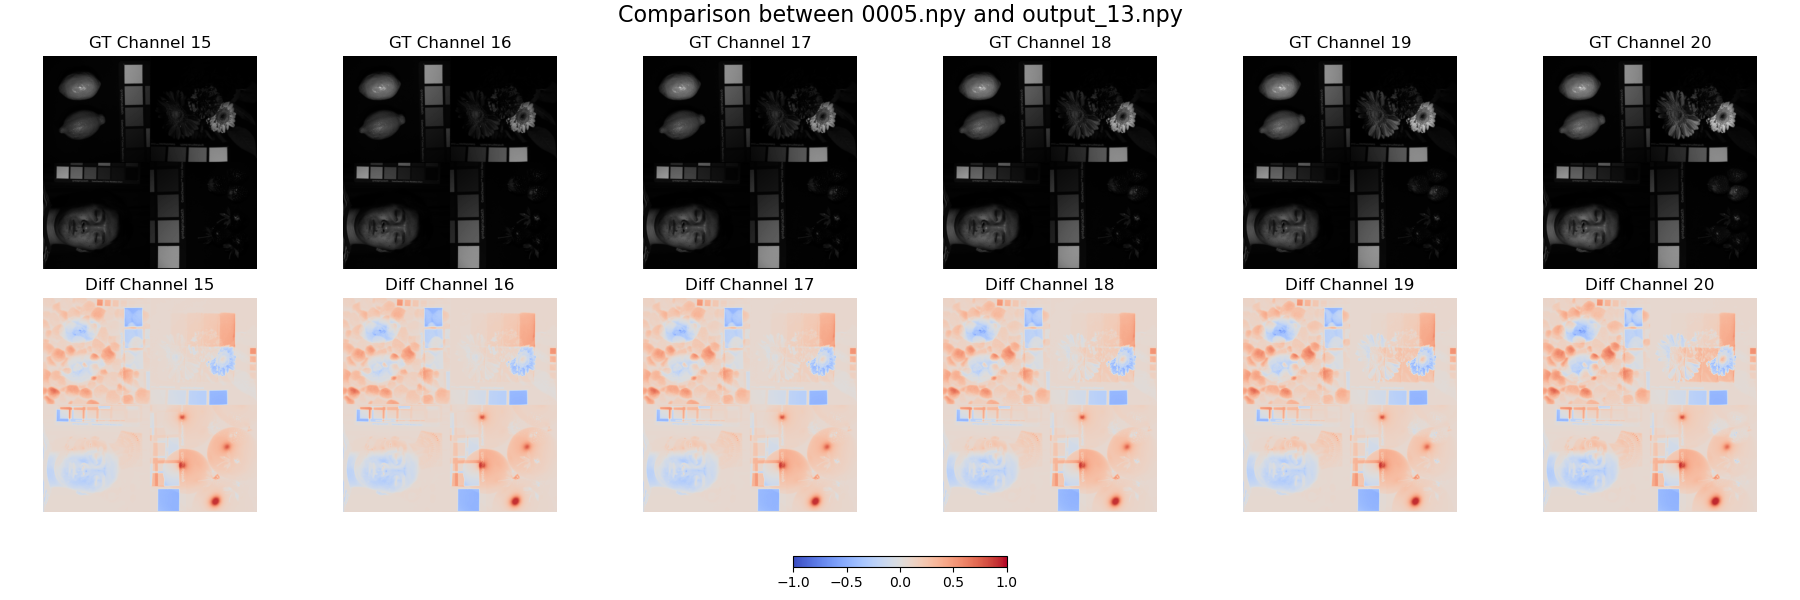 Comparison between 0005.npy and output_13.npy
GT Channel 15
GT Channel 16
GT Channel 17
GT Channel 18
GT Channel 19
GT Channel 20
Diff Channel 15
Diff Channel 16
Diff Channel 17
Diff Channel 18
Diff Channel 19
Diff Channel 20
−1.0 −0.5 0.0 0.5 1.0